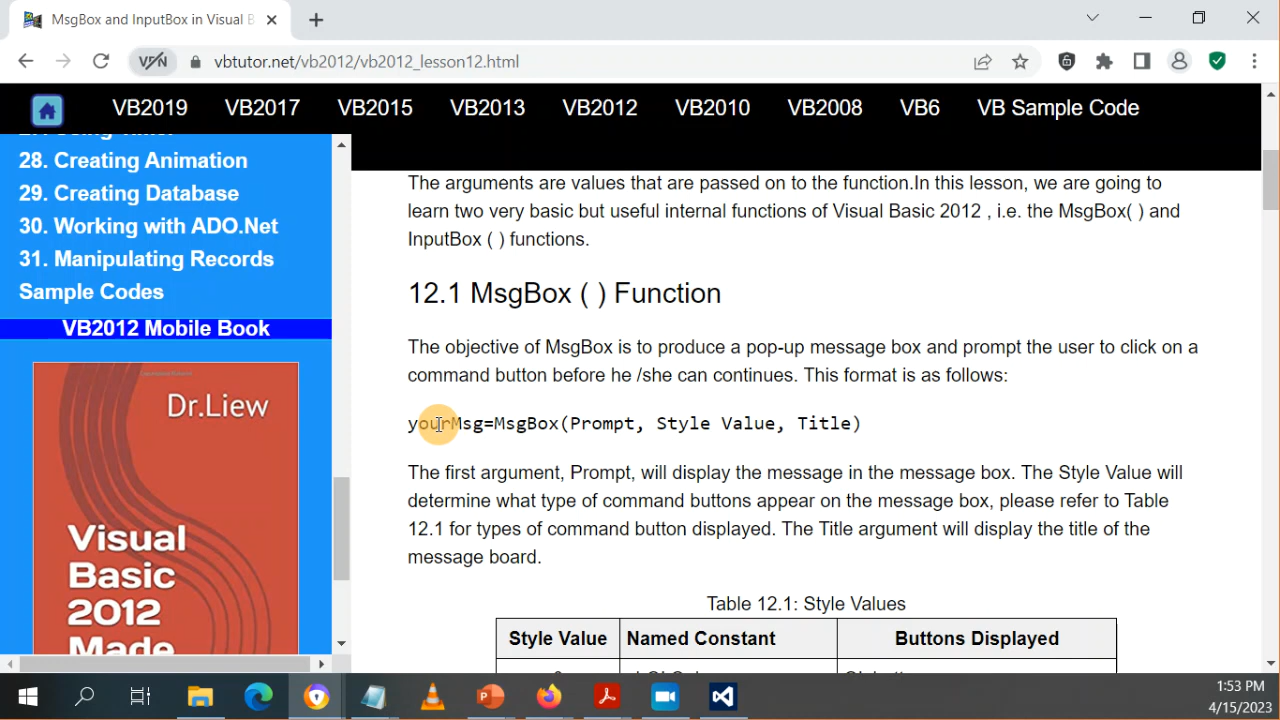 MsgBox and InputBox in Visual B
VPN
vbtutor.net/vb2012/vb2012_lesson12.html
VB2019 VB2017 VB2015 VB2013 VB2012 VB2010 VB2008 VB6 VB Sample Code
28. Creating Animation
29. Creating Database
30. Working with ADO.Net
31. Manipulating Records
Sample Codes
VB2012 Mobile Book
Dr.Liew
Visual
Basic
2012
Made
The arguments are values that are passed on to the function.In this lesson, we are going to
learn two very basic but useful internal functions of Visual Basic 2012 , i.e. the MsgBox( ) and
InputBox ( ) functions.
12.1 MsgBox ( ) Function
The objective of MsgBox is to produce a pop-up message box and prompt the user to click on a
command button before he /she can continues. This format is as follows:
yourMsg=MsgBox(Prompt, Style Value, Title)
The first argument, Prompt, will display the message in the message box. The Style Value will
determine what type of command buttons appear on the message box, please refer to Table
12.1 for types of command button displayed. The Title argument will display the title of the
message board.
Table 12.1: Style Values
Style Value Named Constant Buttons Displayed
1:53 PM
4/15/2023